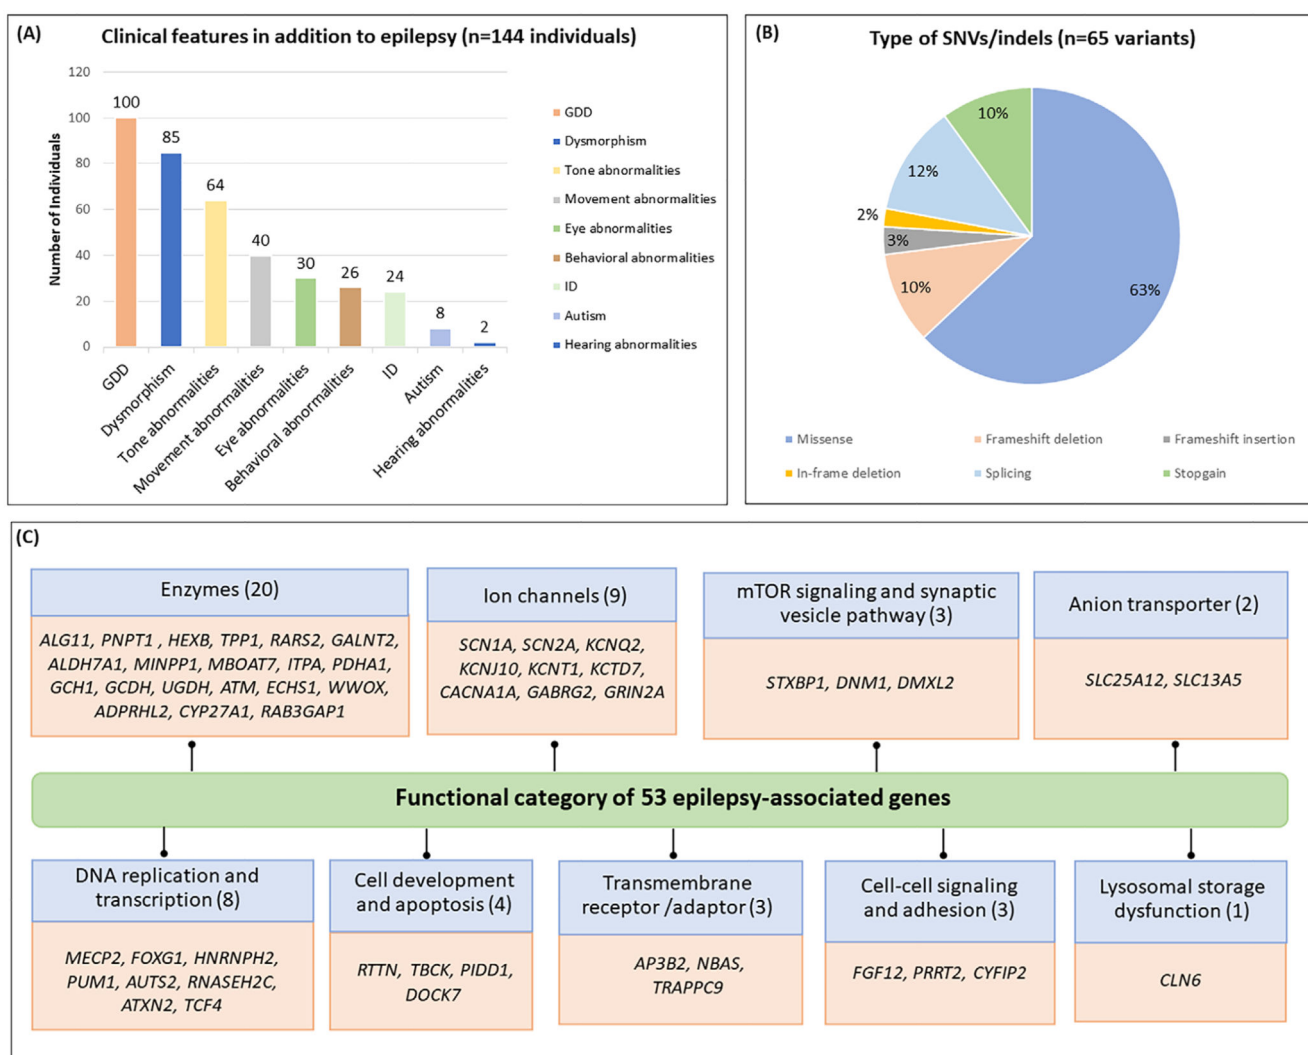 (A)
Clinical features in addition to epilepsy (n=144 individuals)
Number of Individuals
120
100
80
60
40
20
0
100
85
64
40
30
26
24
8
2
GDD
Dysmorphism
Tone abnormalities
Movement abnormalities
Eye abnormalities
Behavioral abnormalities
ID
Autism
Hearing abnormalities
GDD
Dysmorphism
Tone abnormalities
Movement abnormalities
Eye abnormalities
Behavioral abnormalities
ID
Autism
Hearing abnormalities
(B)
Type of SNVs/indels (n=65 variants)
10%
12%
2%
3%
10%
63%
Missense
Frameshift deletion
Frameshift insertion
In-frame deletion
Splicing
Stopgain
(C)
Enzymes (20)
ALG11, PNPT1 , HEXB, TPP1, RARS2, GALNT2,
ALDH7A1, MINPP1, MBOAT7, ITPA, PDHA1,
GCH1, GCDH, UGDH, ATM, ECHS1, WWOX,
ADPRHL2, CYP27A1, RAB3GAP1
Ion channels (9)
SCN1A, SCN2A, KCNQ2,
KCNJ10, KCNT1, KCTD7,
CACNA1A, GABRG2, GRIN2A
mTOR signaling and synaptic
vesicle pathway (3)
STXBP1, DNM1, DMXL2
Anion transporter (2)
SLC25A12, SLC13A5
Functional category of 53 epilepsy-associated genes
DNA replication and
transcription (8)
MECP2, FOXG1, HNRNPH2,
PUM1, AUTS2, RNASEH2C,
ATXN2, TCF4
Cell development
and apoptosis (4)
RTTN, TBCK, PIDD1,
DOCK7
Transmembrane
receptor /adaptor (3)
AP3B2, NBAS,
TRAPPC9
Cell-cell signaling
and adhesion (3)
FGF12, PRRT2, CYFIP2
Lysosomal storage
dysfunction (1)
CLN6